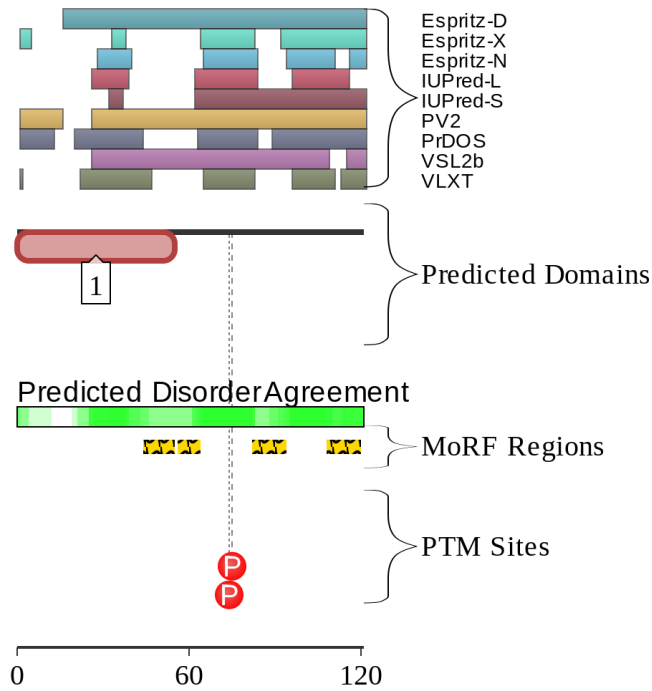 Espritz-D
Espritz-X
Espritz-N
IUPred-L
IUPred-S
PV2
PrDOS
VSL2b
VLXT
1
Predicted Domains
Predicted Disorder Agreement
MoRF Regions
PTM Sites
P
P
0 60 120